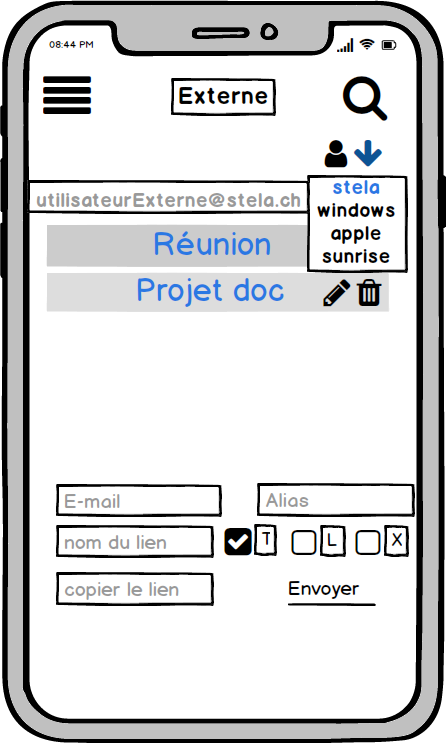 08:44 PM
Externe
stela
windows
apple
sunrise
utilisateurExterne@stela.ch
Réunion
Projet doc
E-mail
Alias
nom du lien
T
L
X
copier le lien
Envoyer